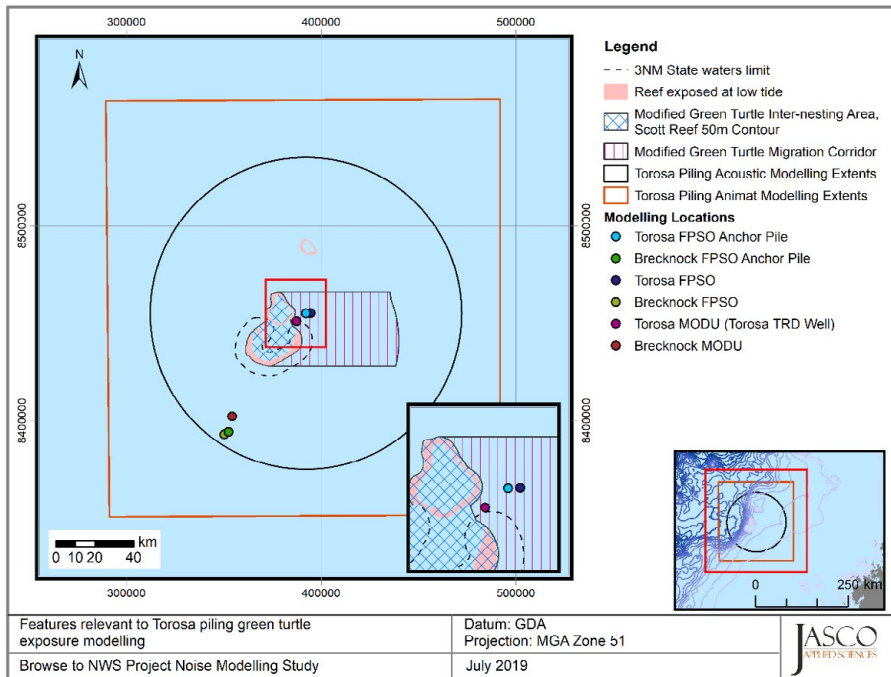 300000
400000
500000
N
8500000
8500000
8400000
8400000
km
0 10 20
40
Legend
3NM State waters limit
Reef exposed at low tide
Modified Green Turtle Inter-nesting Area,
Scott Reef 50m Contour
Modified Green Turtle Migration Corridor
Torosa Piling Acoustic Modelling Extents
Torosa Piling Animat Modelling Extents
Modelling Locations
Torosa FPSO Anchor Pile
Brecknock FPSO Anchor Pile
Torosa FPSO
Brecknock FPSO
Torosa MODU (Torosa TRD Well)
Brecknock MODU
0 250 km
300000
400000
500000
Features relevant to Torosa piling green turtle
exposure modelling
Datum: GDA
Projection: MGA Zone 51
Browse to NWS Project Noise Modelling Study
July 2019
JASCO
APPLIED SCIENCES